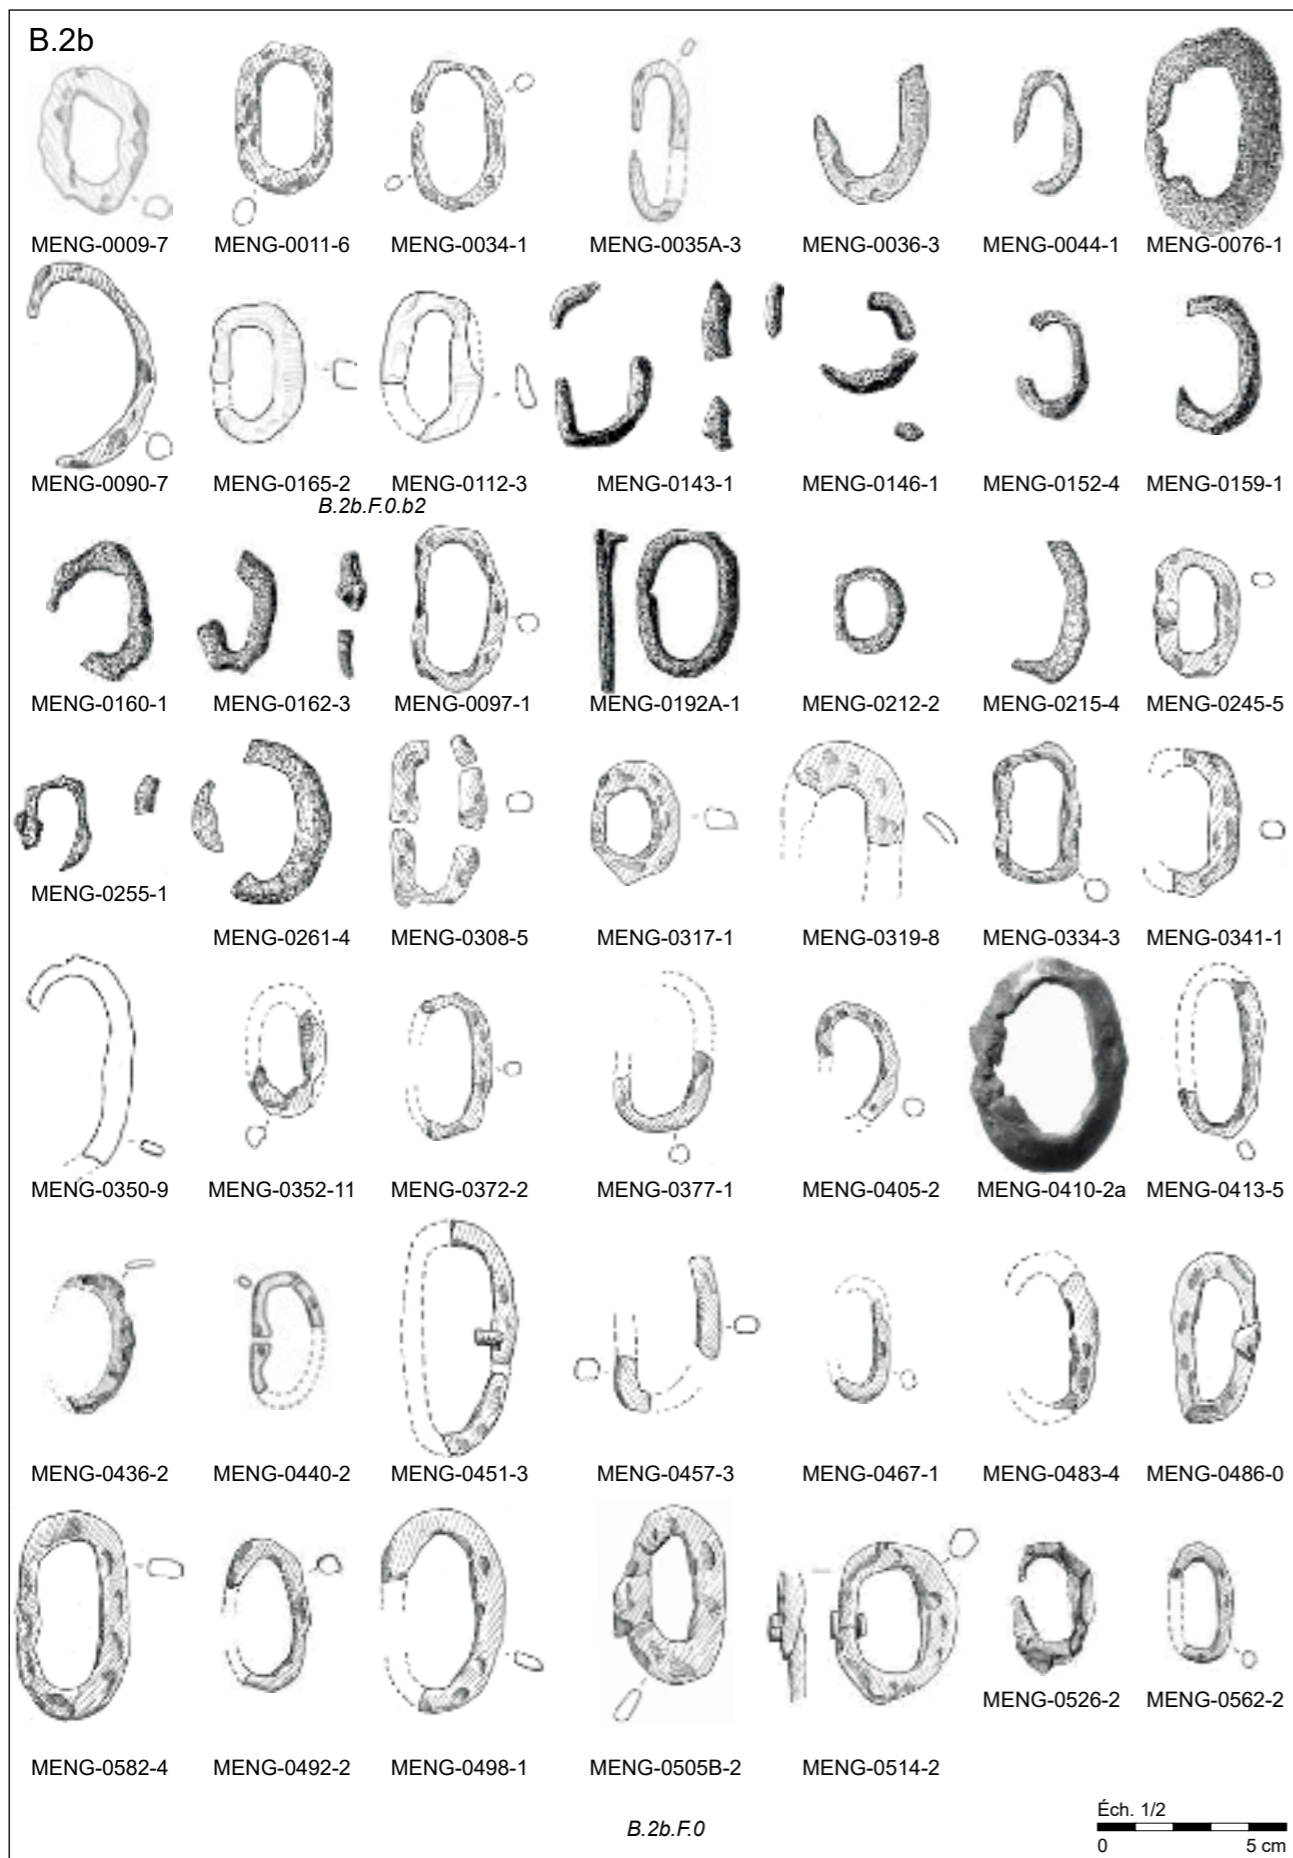 B.2b
MENG-0009-7 MENG-0011-6 MENG-0034-1 MENG-0035A-3 MENG-0036-3 MENG-0044-1 MENG-0076-1
MENG-0090-7 MENG-0165-2 MENG-0112-3 MENG-0143-1 MENG-0146-1 MENG-0152-4 MENG-0159-1
B.2b.F.0.b2
MENG-0160-1 MENG-0162-3 MENG-0097-1 MENG-0192A-1 MENG-0212-2 MENG-0215-4 MENG-0245-5
MENG-0255-1
MENG-0261-4 MENG-0308-5 MENG-0317-1 MENG-0319-8 MENG-0334-3 MENG-0341-1
MENG-0350-9 MENG-0352-11 MENG-0372-2 MENG-0377-1 MENG-0405-2 MENG-0410-2a MENG-0413-5
MENG-0436-2 MENG-0440-2 MENG-0451-3 MENG-0457-3 MENG-0467-1 MENG-0483-4 MENG-0486-0
MENG-0526-2 MENG-0562-2
MENG-0582-4 MENG-0492-2 MENG-0498-1 MENG-0505B-2 MENG-0514-2
B.2b.F.0
Éch. 1/2
0 5 cm